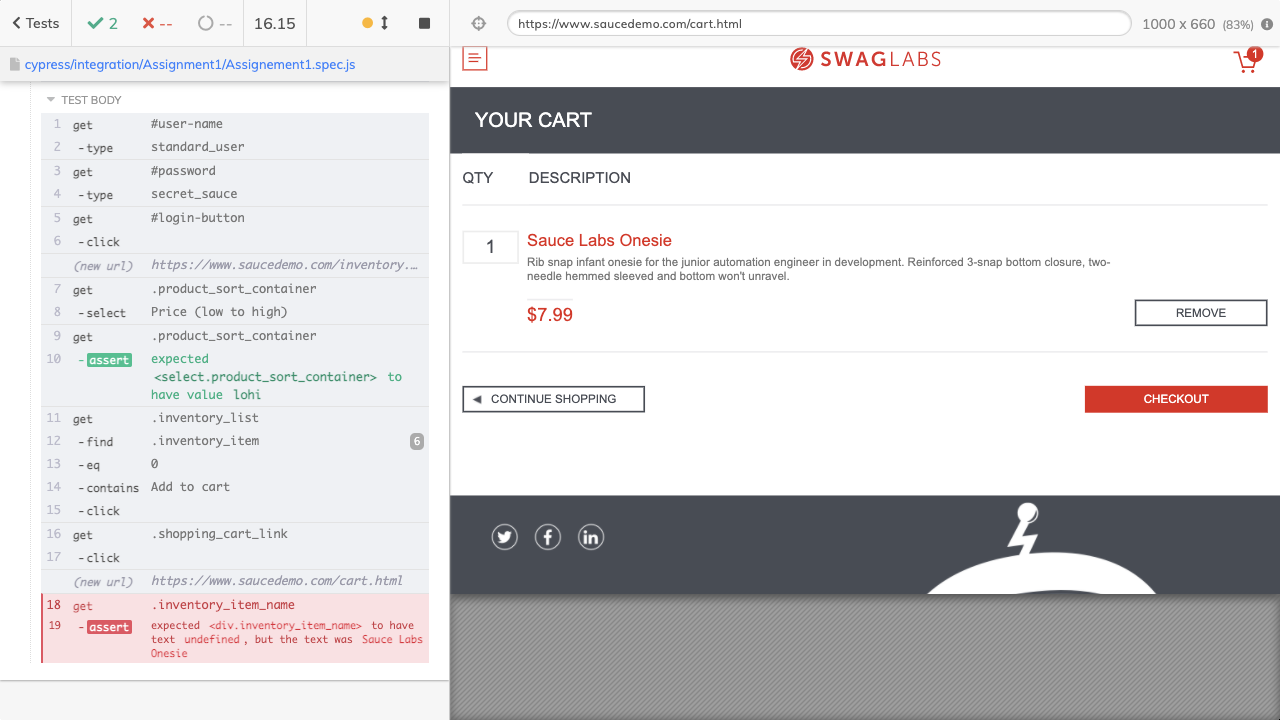 Tests
2
--
--
16.15
https://www.saucedemo.com/cart.html
1000 x 660 (83%)
cypress/integration/Assignment1/Assignement1.spec.js
TEST BODY
1 get #user-name
2 -type standard_user
3 get #password
4 -type secret_sauce
5 get #login-button
6 -click
(new url) https://www.saucedemo.com/inventory.…
7 get .product_sort_container
8 -select Price (low to high)
9 get .product_sort_container
10 -assert expected
<select.product_sort_container> to
have value lohi
11 get .inventory_list
12 -find .inventory_item 6
13 -eq 0
14 -contains Add to cart
15 -click
16 get .shopping_cart_link
17 -click
(new url) https://www.saucedemo.com/cart.html
18 get .inventory_item_name
19 -assert expected <div.inventory_item_name> to have
text undefined, but the text was Sauce Labs
Onesie
SWAGLABS
1
YOUR CART
QTY DESCRIPTION
1 Sauce Labs Onesie
Rib snap infant onesie for the junior automation engineer in development. Reinforced 3-snap bottom closure, two-
needle hemmed sleeved and bottom won't unravel.
$7.99
REMOVE
CONTINUE SHOPPING
CHECKOUT